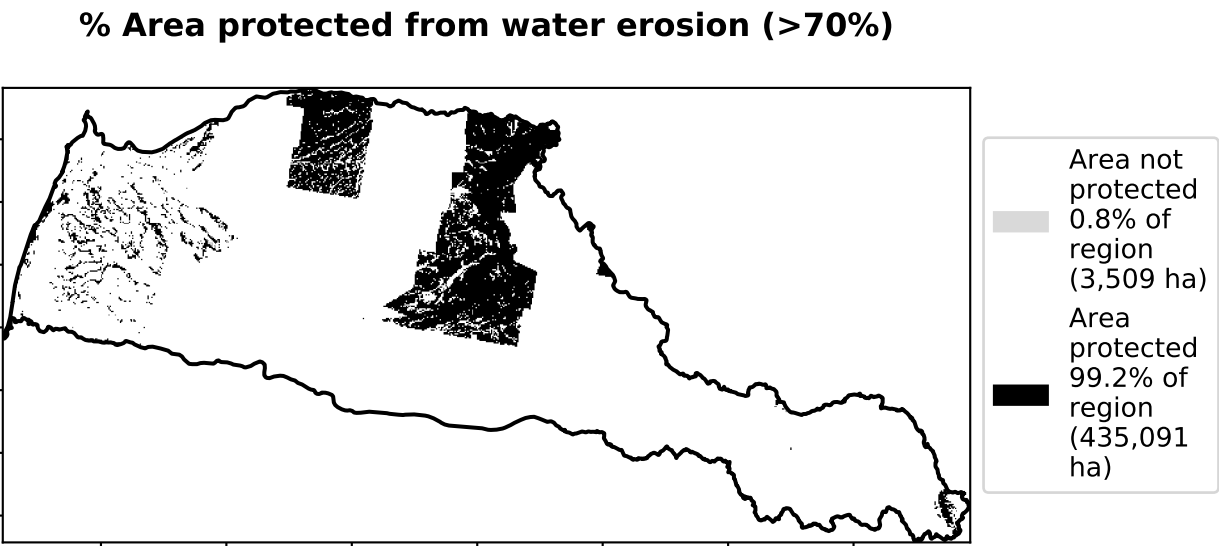 % Area protected from water erosion (>70%)
Area not
protected
0.8% of
region
(3,509 ha)
Area
protected
99.2% of
region
(435,091
ha)